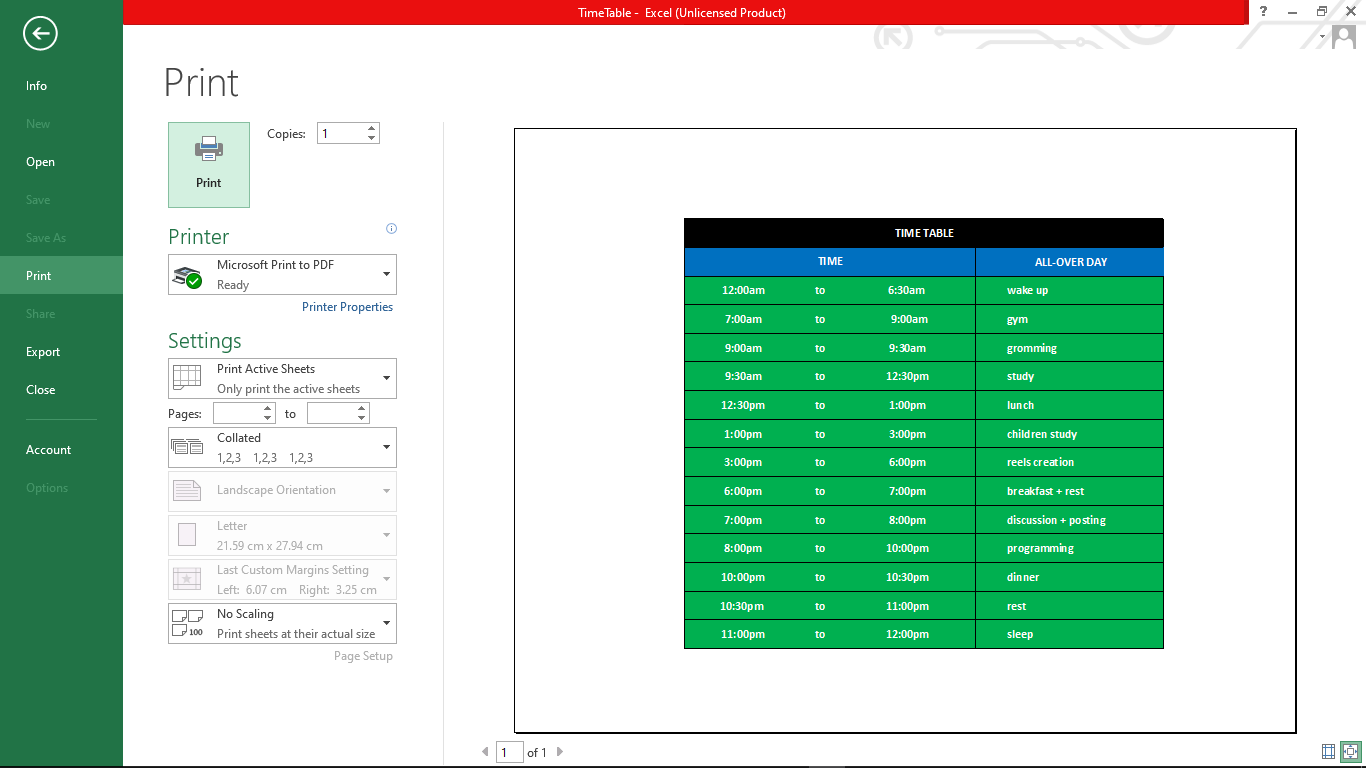 TimeTable - Excel (Unlicensed Product)
?
Info
New
Open
Save
Save As
Print
Share
Export
Close
Account
Options
Print
Print
Copies: 1
Printer
Microsoft Print to PDF
Ready
Printer Properties
Settings
Print Active Sheets
Only print the active sheets
Pages: to
Collated
1,2,3 1,2,3 1,2,3
Landscape Orientation
Letter
21.59 cm x 27.94 cm
Last Custom Margins Setting
Left: 6.07 cm Right: 3.25 cm
No Scaling
100
Print sheets at their actual size
Page Setup
TIME TABLE
TIME ALL-OVER DAY
12:00am to 6:30am wake up
7:00am to 9:00am gym
9:00am to 9:30am gromming
9:30am to 12:30pm study
12:30pm to 1:00pm lunch
1:00pm to 3:00pm children study
3:00pm to 6:00pm reels creation
6:00pm to 7:00pm breakfast + rest
7:00pm to 8:00pm discussion + posting
8:00pm to 10:00pm programming
10:00pm to 10:30pm dinner
10:30pm to 11:00pm rest
11:00pm to 12:00pm sleep
1 of 1